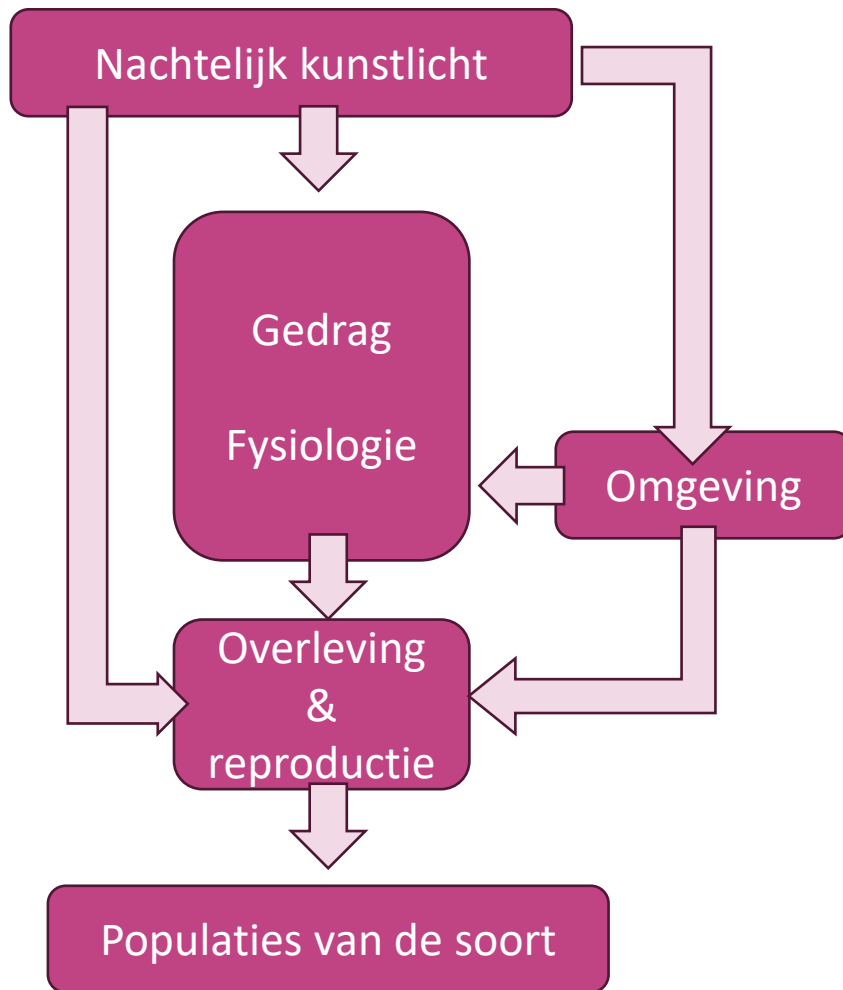 Nachtelijk kunstlicht
Gedrag
Fysiologie
Omgeving
Overleving
&
reproductie
Populaties van de soort